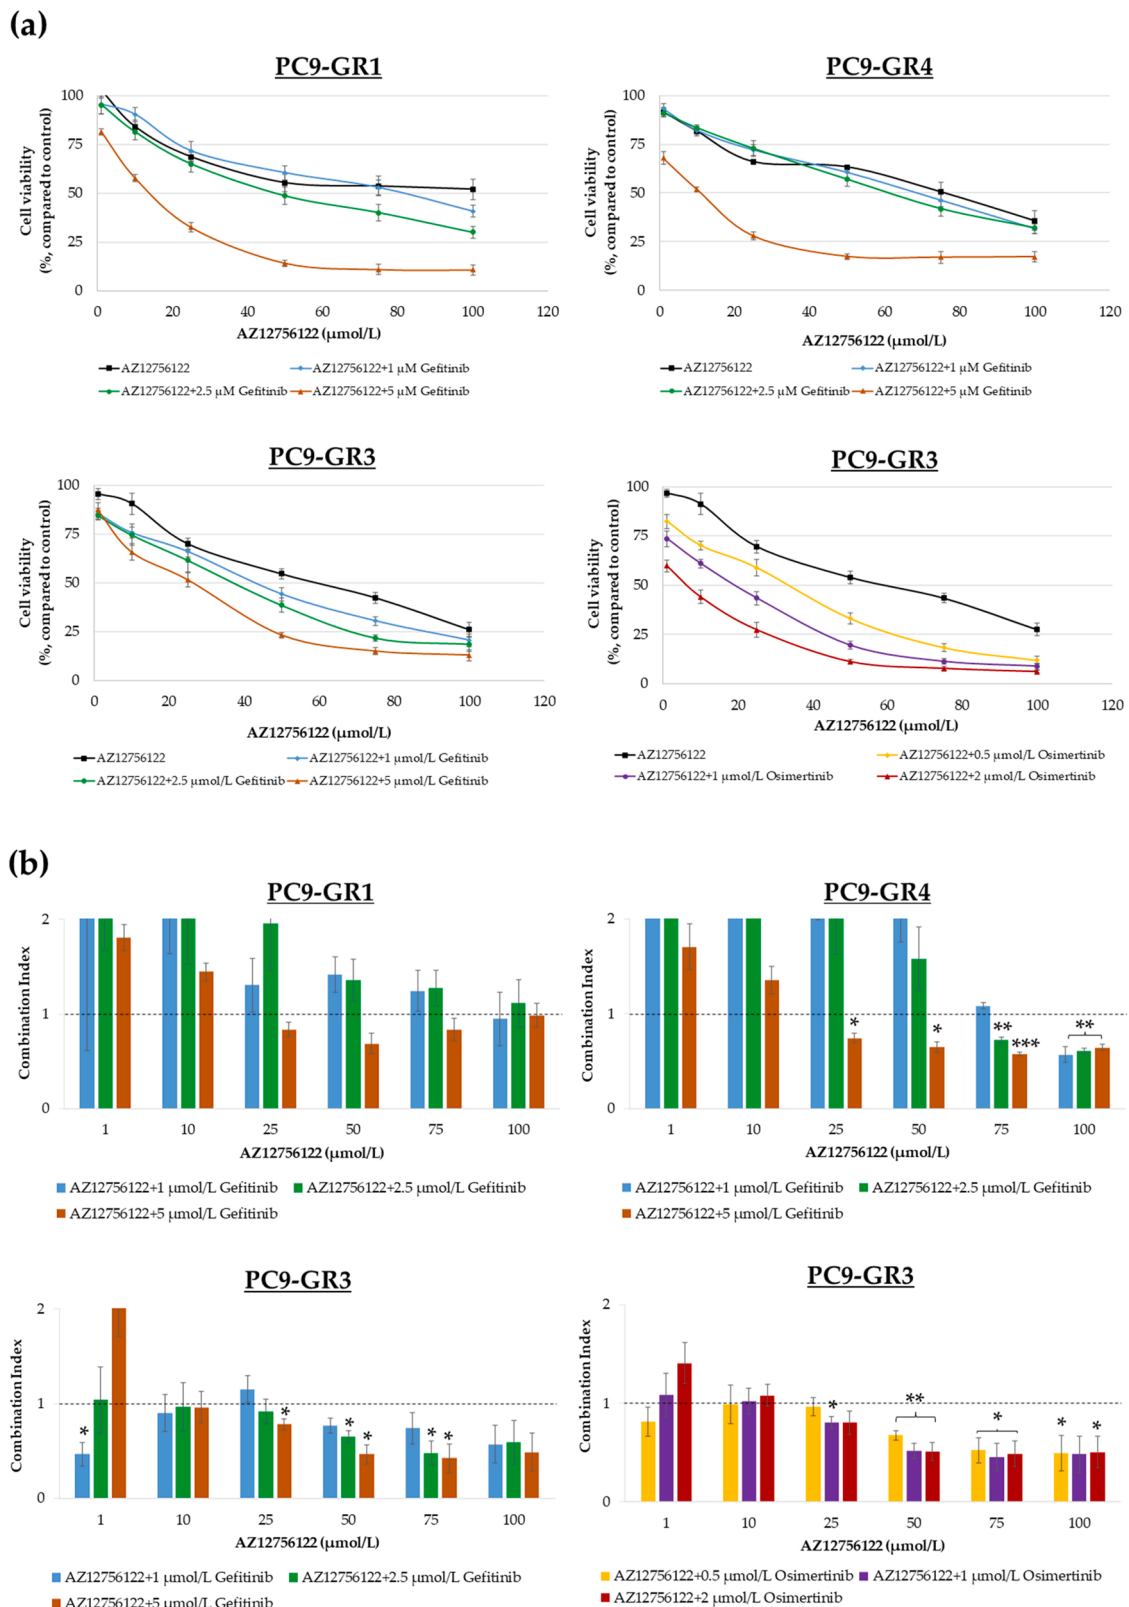 (a)
PC9-GR1
PC9-GR4
Cell viability
(%, compared to control)
100
75
50
25
0
0 20 40 60 80 100 120
AZ12756122 (µmol/L)
AZ12756122
AZ12756122+1 µM Gefitinib
AZ12756122+2.5 µM Gefitinib
AZ12756122+5 µM Gefitinib
Cell viability
(%, compared to control)
100
75
50
25
0
0 20 40 60 80 100 120
AZ12756122 (µmol/L)
AZ12756122
AZ12756122+1 µM Gefitinib
AZ12756122+2.5 µM Gefitinib
AZ12756122+5 µM Gefitinib
PC9-GR3
PC9-GR3
Cell viability
(%, compared to control)
100
75
50
25
0
0 20 40 60 80 100 120
AZ12756122 (µmol/L)
AZ12756122
AZ12756122+1 µmol/L Gefitinib
AZ12756122+2.5 µmol/L Gefitinib
AZ12756122+5 µmol/L Gefitinib
Cell viability
(%, compared to control)
100
75
50
25
0
0 20 40 60 80 100 120
AZ12756122 (µmol/L)
AZ12756122
AZ12756122+0.5 µmol/L Osimertinib
AZ12756122+1 µmol/L Osimertinib
AZ12756122+2 µmol/L Osimertinib
(b)
PC9-GR1
PC9-GR4
Combination Index
2
1
0
1 10 25 50 75 100
AZ12756122 (µmol/L)
AZ12756122+1 µmol/L Gefitinib
AZ12756122+2.5 µmol/L Gefitinib
AZ12756122+5 µmol/L Gefitinib
Combination Index
2
1
0
* * ** *** **
1 10 25 50 75 100
AZ12756122 (µmol/L)
AZ12756122+1 µmol/L Gefitinib
AZ12756122+2.5 µmol/L Gefitinib
AZ12756122+5 µmol/L Gefitinib
PC9-GR3
PC9-GR3
Combination Index
2
1
0
* * * * * *
1 10 25 50 75 100
AZ12756122 (µmol/L)
AZ12756122+1 µmol/L Gefitinib
AZ12756122+2.5 µmol/L Gefitinib
AZ12756122+5 µmol/L Gefitinib
Combination Index
2
1
0
* ** * * *
1 10 25 50 75 100
AZ12756122 (µmol/L)
AZ12756122+0.5 µmol/L Osimertinib
AZ12756122+1 µmol/L Osimertinib
AZ12756122+2 µmol/L Osimertinib